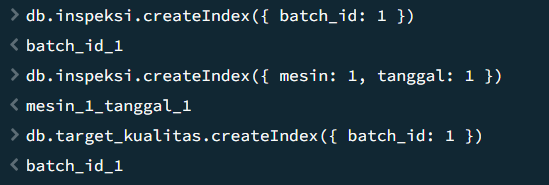 > db.inspeksi.createIndex({ batch_id: 1 })
< batch_id_1
> db.inspeksi.createIndex({ mesin: 1, tanggal: 1 })
< mesin_1_tanggal_1
> db.target_kualitas.createIndex({ batch_id: 1 })
< batch_id_1